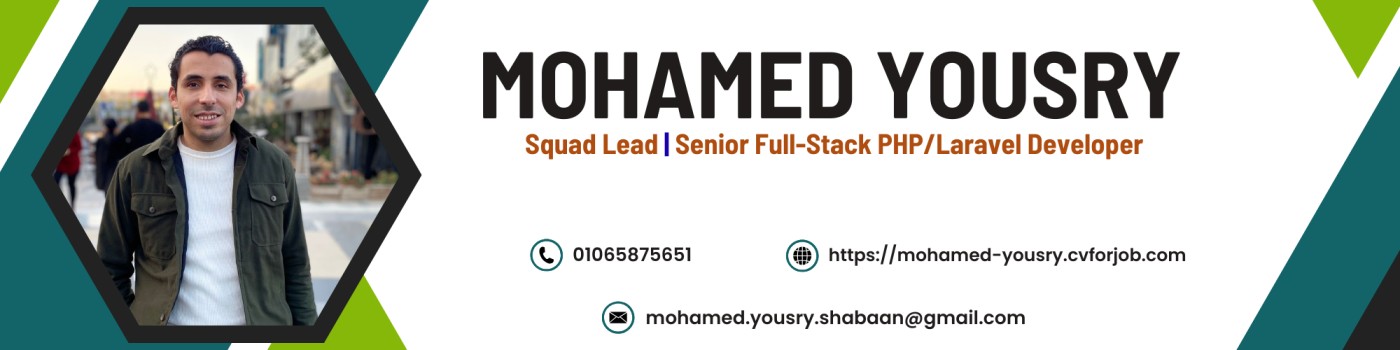 MOHAMED YOUSRY
Squad Lead | Senior Full-Stack PHP/Laravel Developer
01065875651
https://mohamed-yousry.cvforjob.com
mohamed.yousry.shabaan@gmail.com